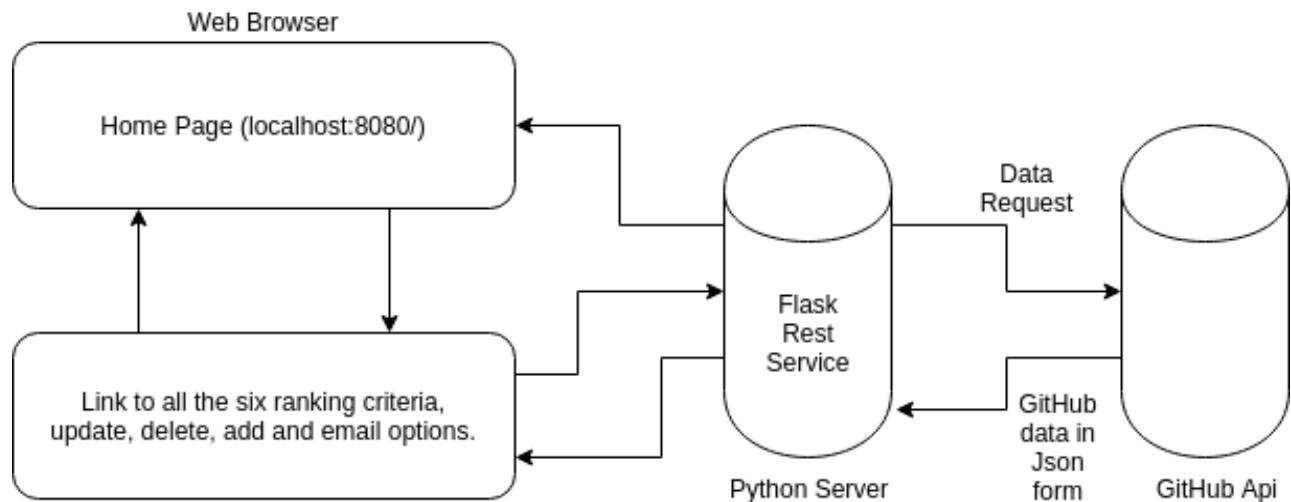 Web Browser
Home Page (localhost:8080/)
Link to all the six ranking criteria,
update, delete, add and email options.
Flask
Rest
Service
Python Server
Data
Request
GitHub
data in
Json
form
GitHub Api